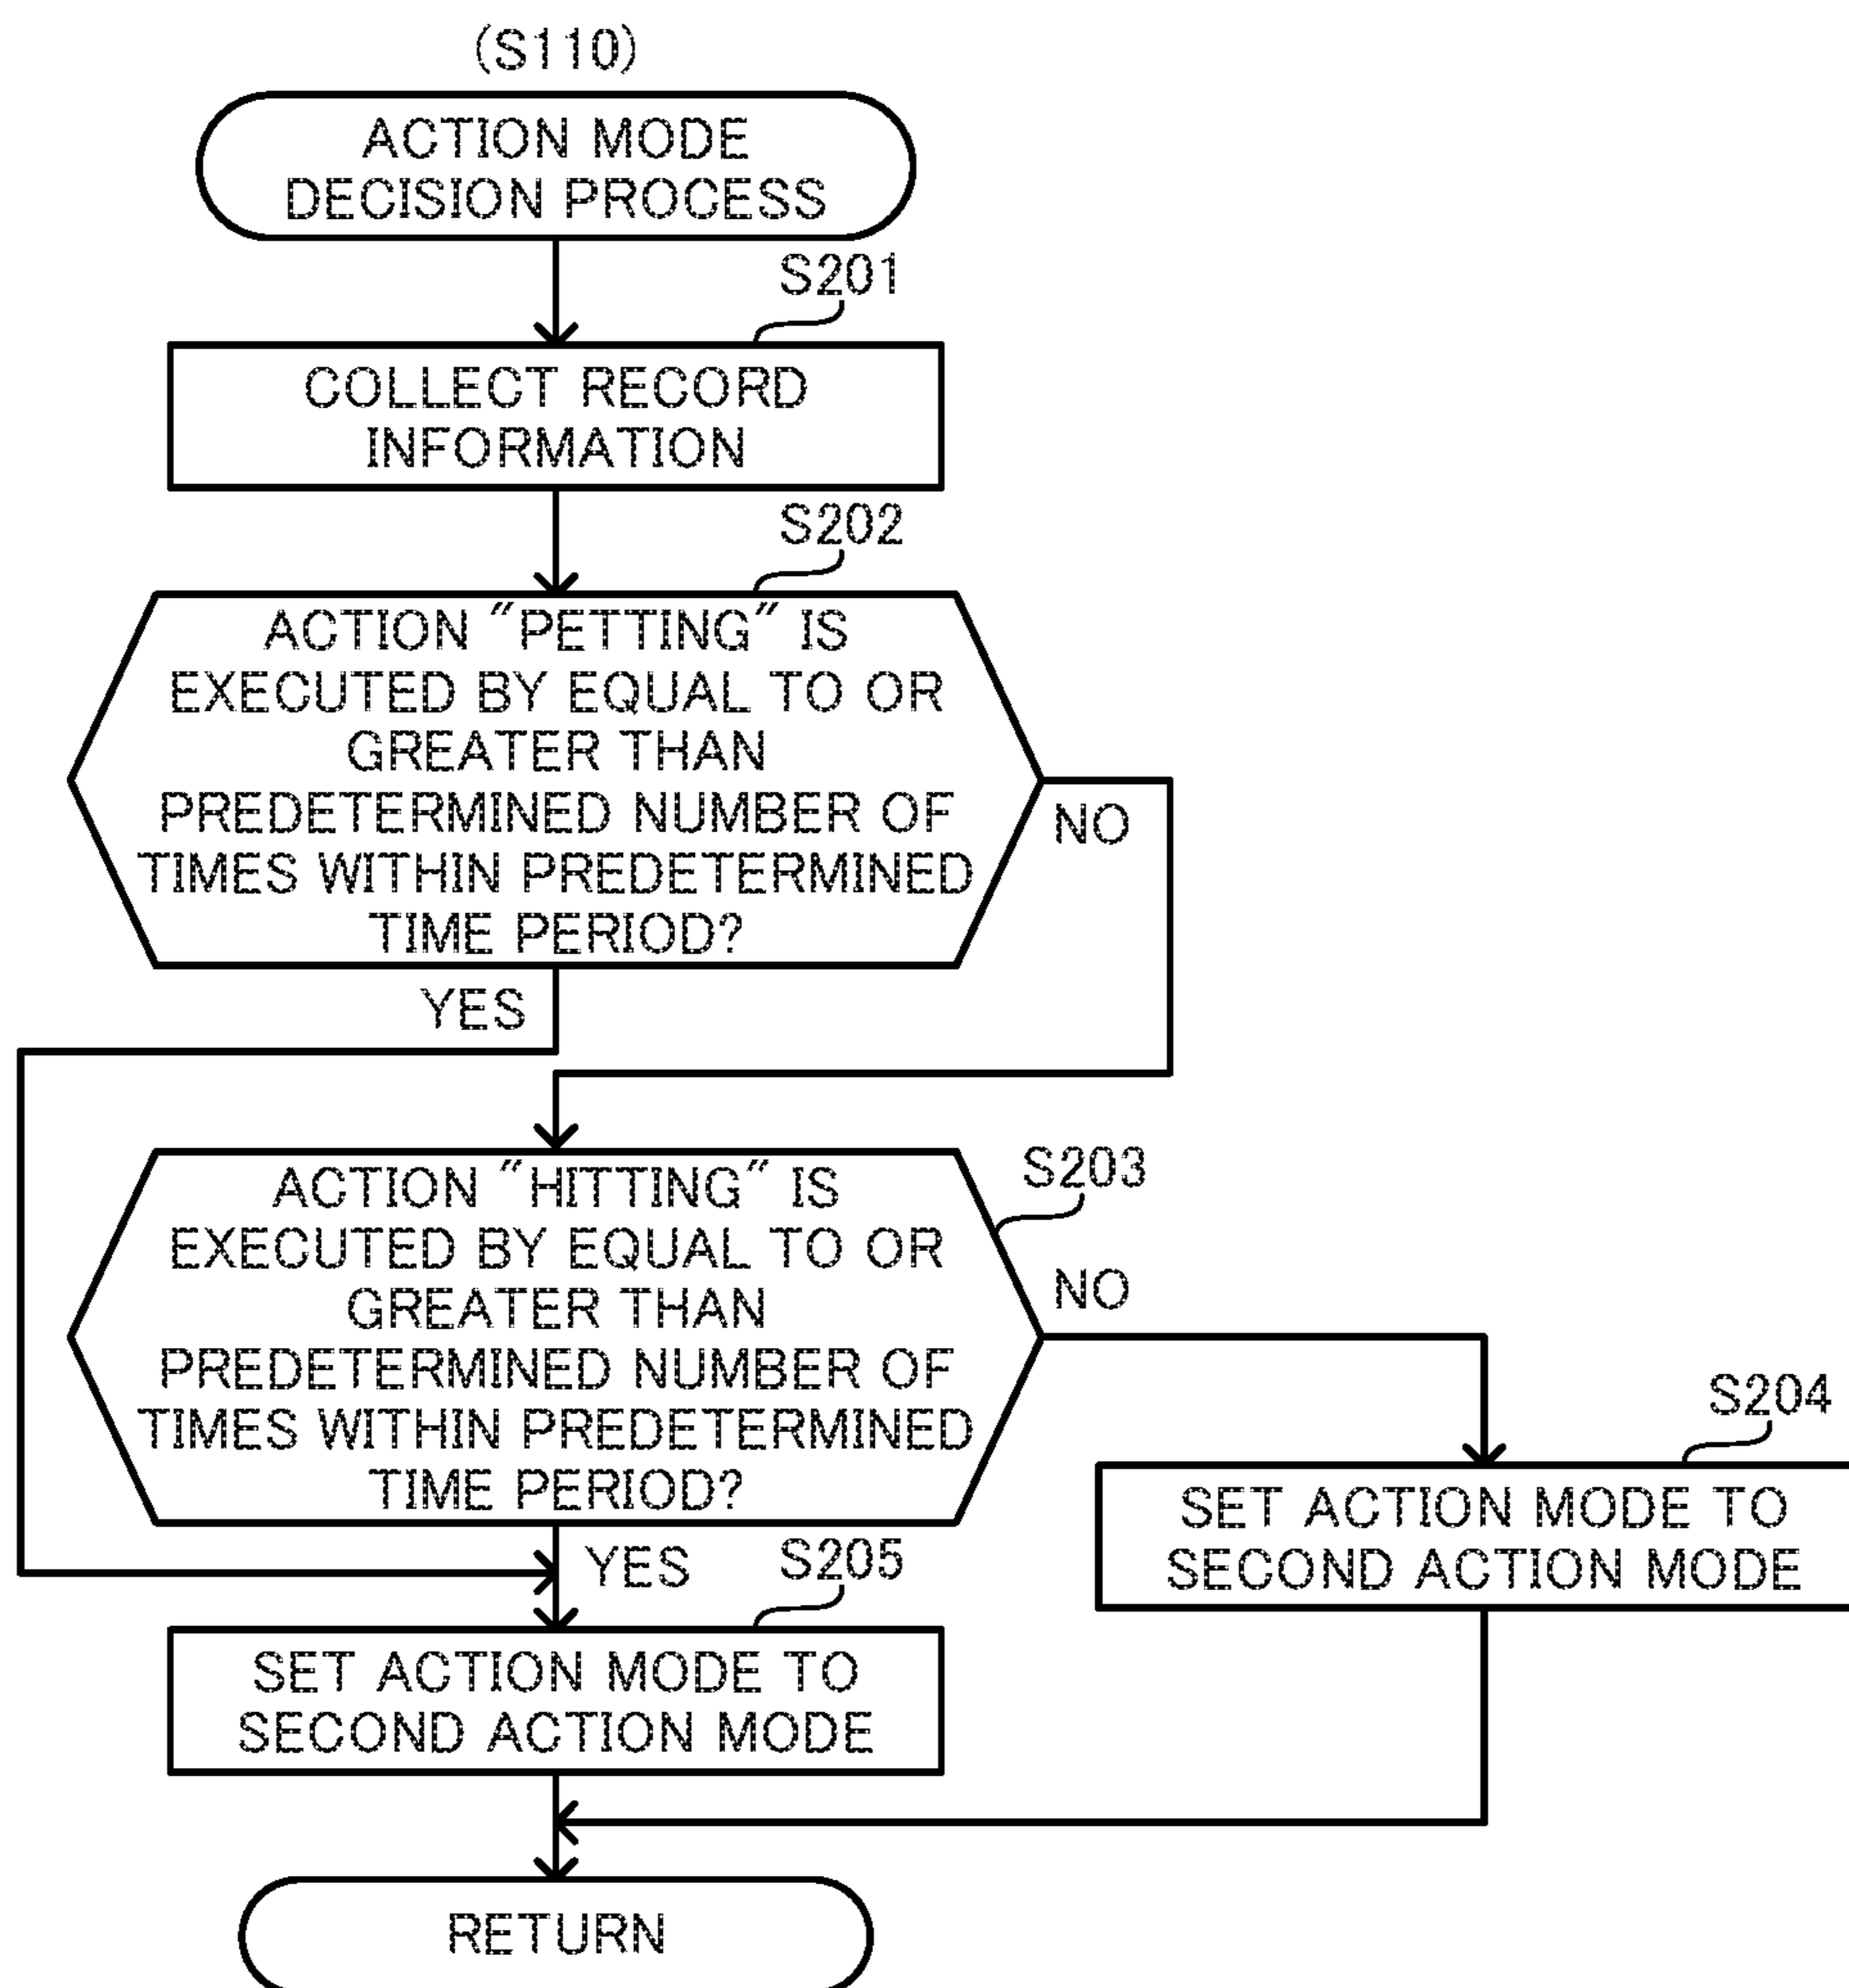 (S110)
ACTION MODE
DECISION PROCESS
S201
COLLECT RECORD
INFORMATION
S202
ACTION "PETTING" IS
EXECUTED BY EQUAL TO OR
GREATER THAN
PREDETERMINED NUMBER OF
TIMES WITHIN PREDETERMINED
TIME PERIOD?
NO
YES
ACTION "HITTING" IS
EXECUTED BY EQUAL TO OR
GREATER THAN
PREDETERMINED NUMBER OF
TIMES WITHIN PREDETERMINED
TIME PERIOD?
S203
NO
S204
SET ACTION MODE TO
SECOND ACTION MODE
YES
S205
SET ACTION MODE TO
SECOND ACTION MODE
RETURN